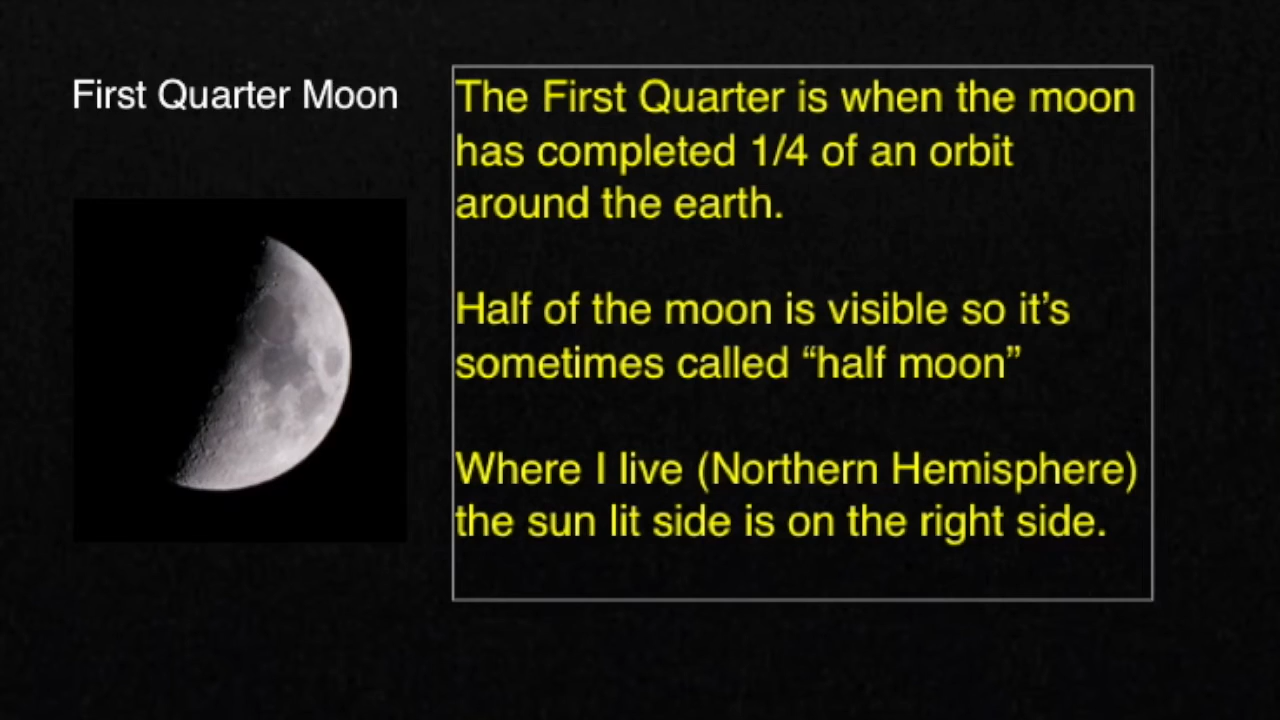 First Quarter Moon
The First Quarter is when the moon
has completed 1/4 of an orbit
around the earth.
Half of the moon is visible so it’s
sometimes called “half moon”
Where I live (Northern Hemisphere)
the sun lit side is on the right side.